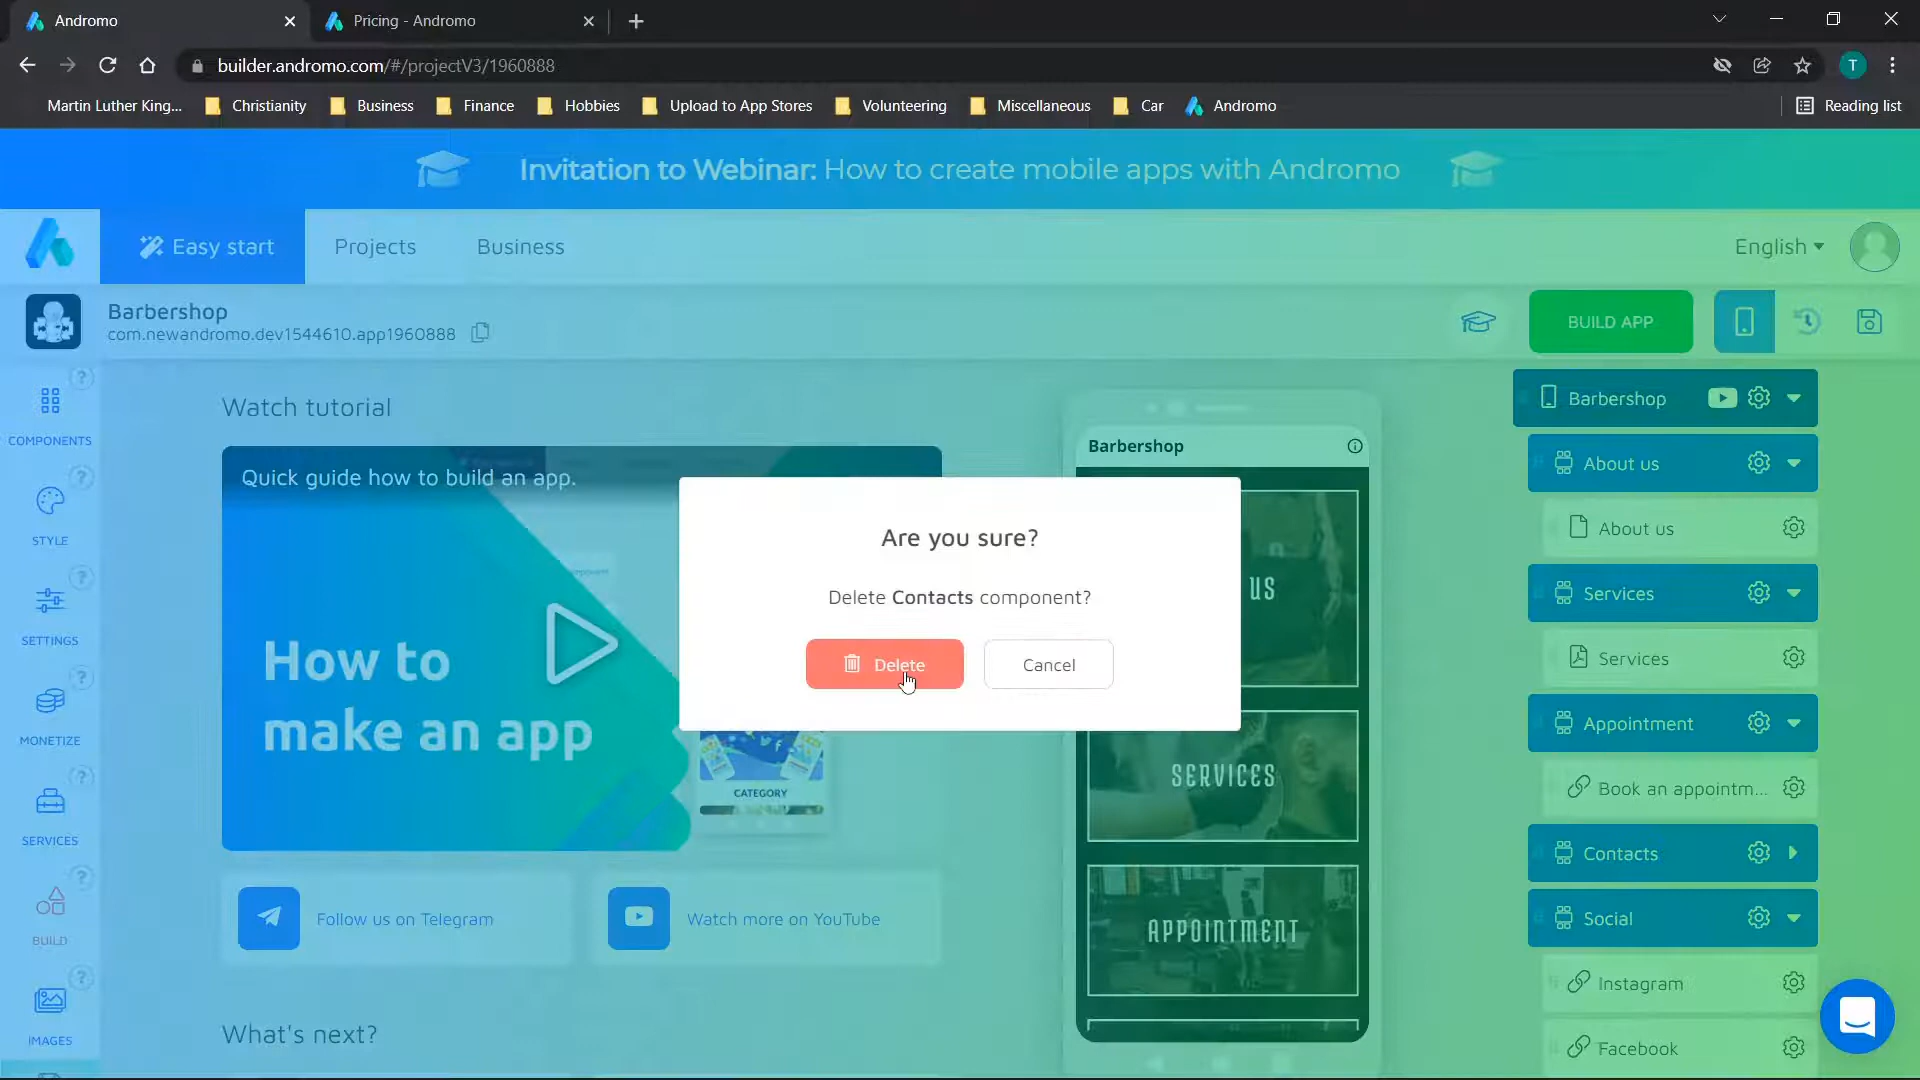 Andromo
Pricing - Andromo
builder.andromo.com/#/projectV3/1960888
T
Martin Luther King...
Christianity
Business
Finance
Hobbies
Upload to App Stores
Volunteering
Miscellaneous
Car
Andromo
Reading list
Invitation to Webinar: How to create mobile apps with Andromo
Easy start
Projects
Business
English
Barbershop
com.newandromo.dev1544610.app1960888
BUILD APP
COMPONENTS
STYLE
SETTINGS
MONETIZE
SERVICES
BUILD
IMAGES
Watch tutorial
Quick guide how to build an app.
How to
make an app
CATEGORY
Follow us on Telegram
Watch more on YouTube
What's next?
Are you sure?
Delete Contacts component?
Delete
Cancel
Barbershop
US
SERVICES
APPOINTMENT
Barbershop
About us
About us
Services
Services
Appointment
Book an appointm...
Contacts
Social
Instagram
Facebook